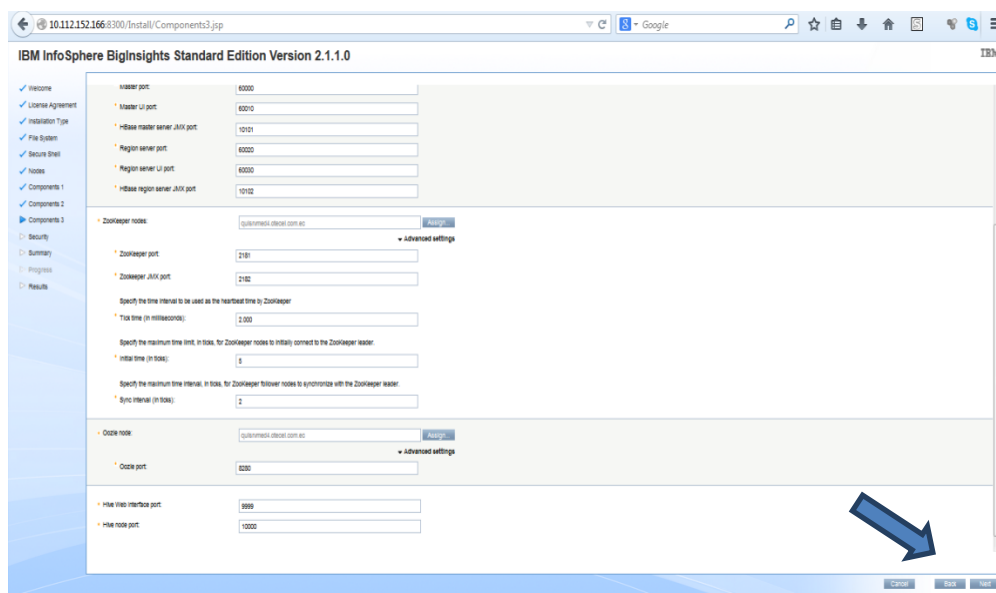 10.112.152.166:8300/Install/Components3.jsp
Google
IBM InfoSphere BigInsights Standard Edition Version 2.1.1.0
IBM
Welcome
License Agreement
Installation Type
File System
Secure Shell
Nodes
Components 1
Components 2
Components 3
Security
Summary
Progress
Results
Master port: 60000
* Master UI port: 60010
* HBase master server JMX port: 10101
* Region server port: 60020
* Region server UI port: 60030
* HBase region server JMX port: 10102
* ZooKeeper nodes: Assign...
Advanced settings
* ZooKeeper port: 2181
* Zookeeper JMX port: 2182
Specify the time interval to be used as the heartbeat time by ZooKeeper
* Tick time (in milliseconds): 2.000
Specify the maximum time limit, in ticks, for ZooKeeper nodes to initially connect to the ZooKeeper leader.
* Initial time (in ticks): 5
Specify the maximum time interval, in ticks, for ZooKeeper follower nodes to synchronize with the ZooKeeper leader.
* Sync interval (in ticks): 2
* Oozie node: Assign...
Advanced settings
* Oozie port: 8280
* Hive Web Interface port: 9999
* Hive node port: 10000
Cancel Back Next